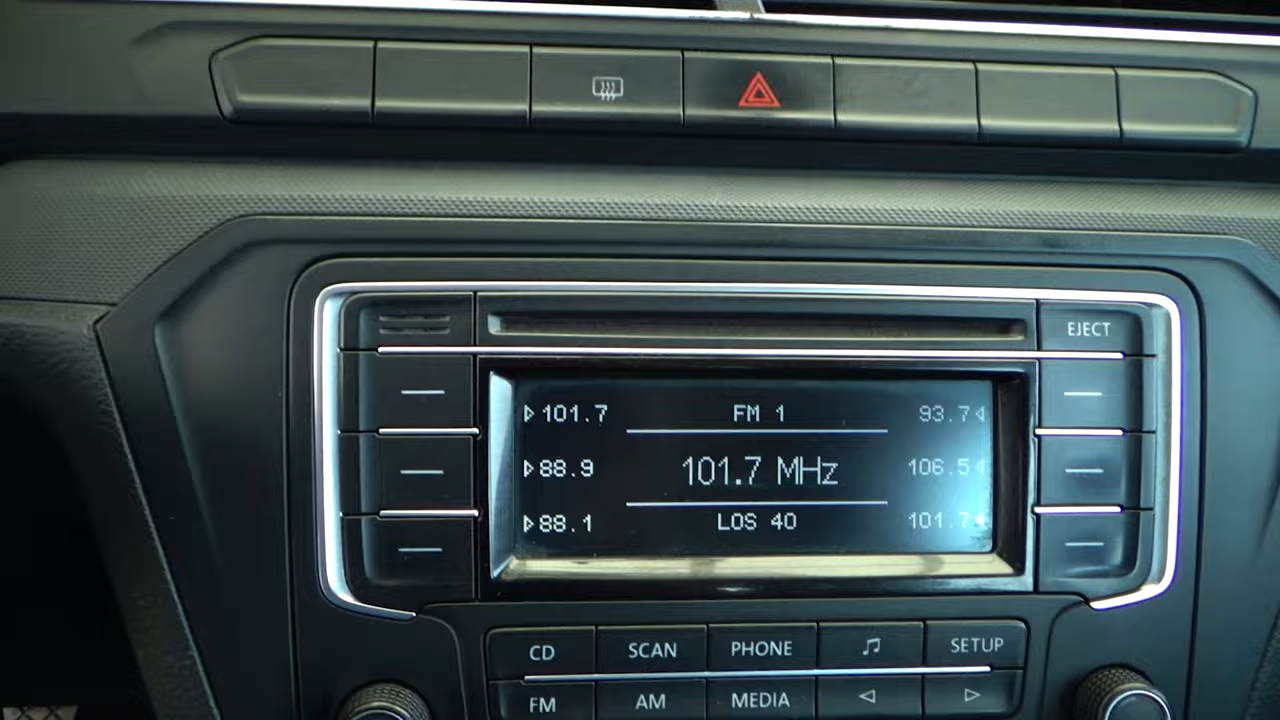 EJECT
101.7 FM 1 93.7
88.9 101.7 MHz 106.5
88.1 LOS 40 101.7
CD SCAN PHONE SETUP
FM AM MEDIA